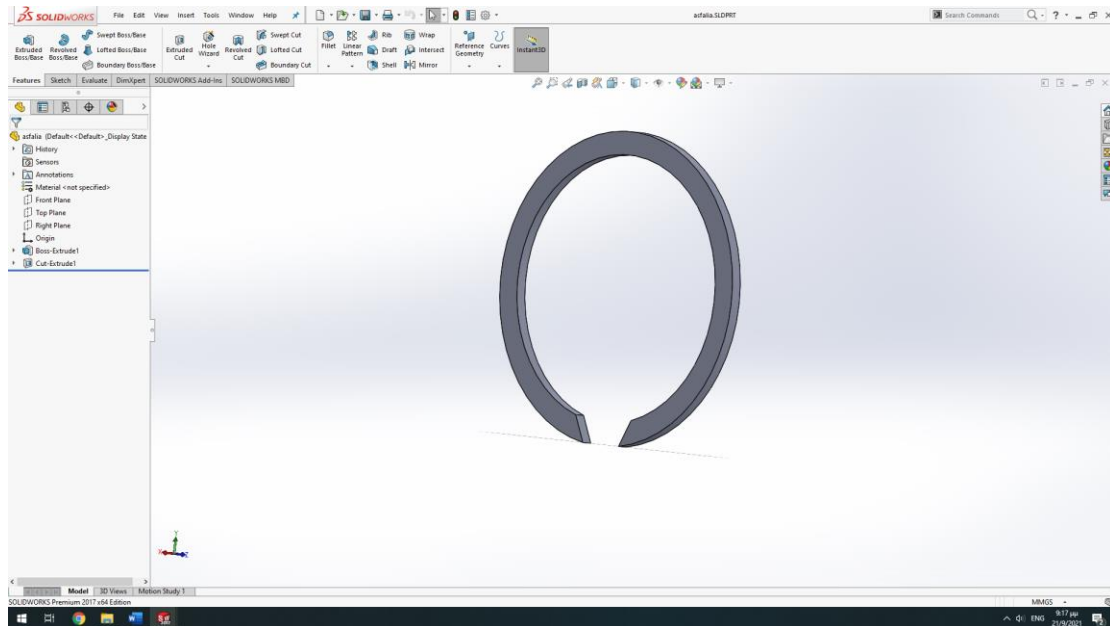 SOLIDWORKS File Edit View Insert Tools Window Help asfalia.SLDPRT Search Commands
Extruded Boss/Base
Revolved Boss/Base
Swept Boss/Base
Lofted Boss/Base
Boundary Boss/Base
Extruded Cut
Hole Wizard
Revolved Cut
Swept Cut
Lofted Cut
Boundary Cut
Fillet
Linear Pattern
Rib
Draft
Shell
Wrap
Intersect
Mirror
Reference Geometry
Curves
Instant3D
Features Sketch Evaluate DimXpert SOLIDWORKS Add-Ins SOLIDWORKS MBD
asfalia (Default<<Default>_Display State
History
Sensors
Annotations
Material <not specified>
Front Plane
Top Plane
Right Plane
Origin
Boss-Extrude1
Cut-Extrude1
Y
Model 3D Views Motion Study 1
SOLIDWORKS Premium 2017 x64 Edition MMGS
ENG 9:17 μμ
21/9/2021